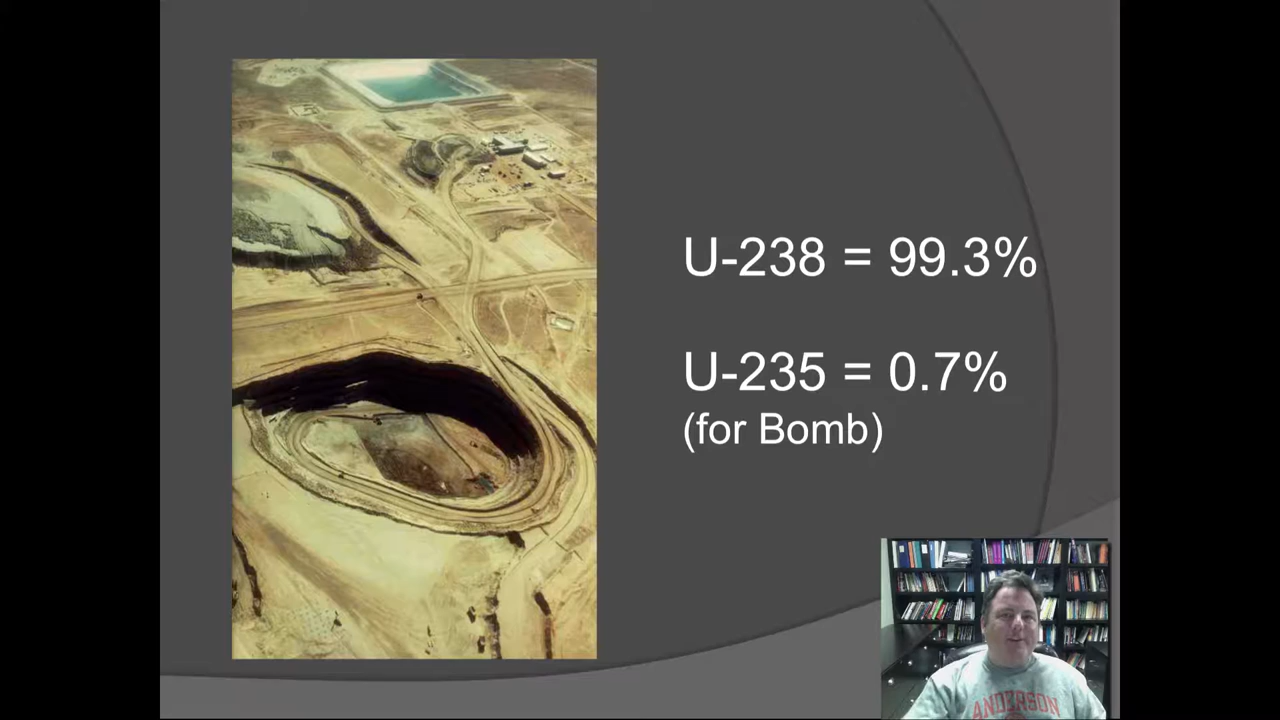 U-238 = 99.3%
U-235 = 0.7%
(for Bomb)
ANDERSON